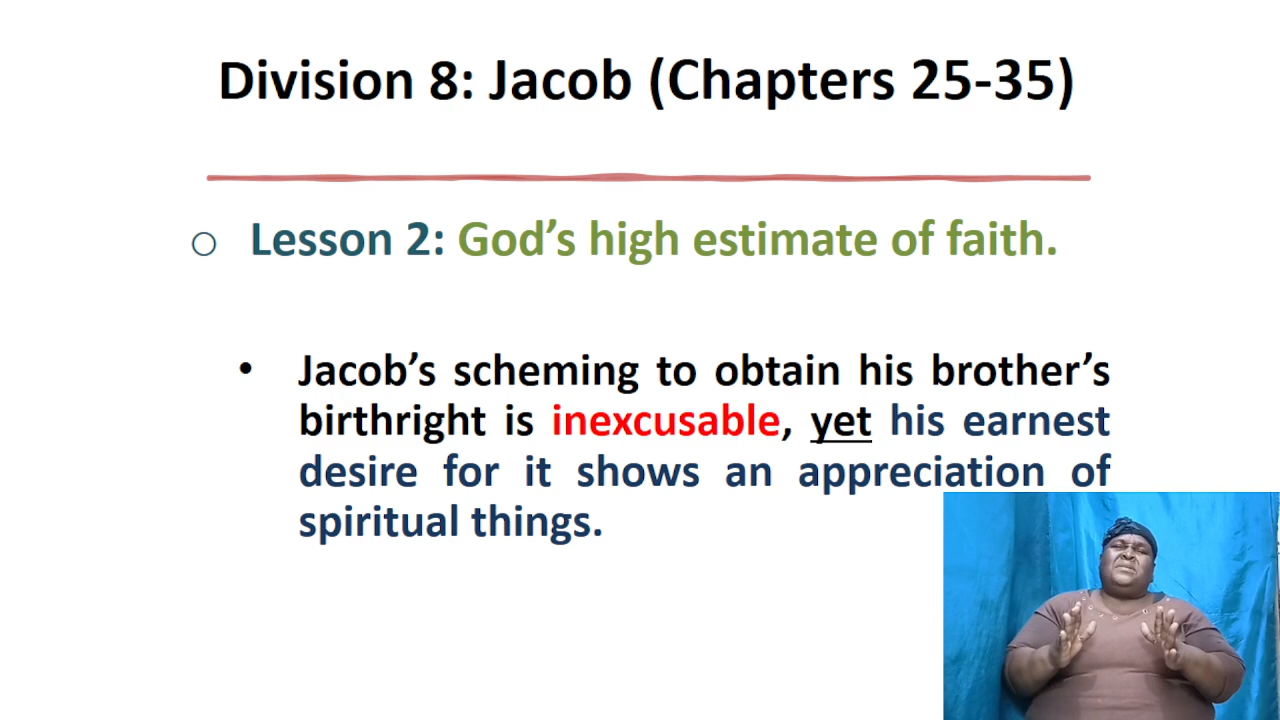 Division 8: Jacob (Chapters 25-35)
o Lesson 2: God’s high estimate of faith.
• Jacob’s scheming to obtain his brother’s
birthright is inexcusable, yet his earnest
desire for it shows an appreciation of
spiritual things.